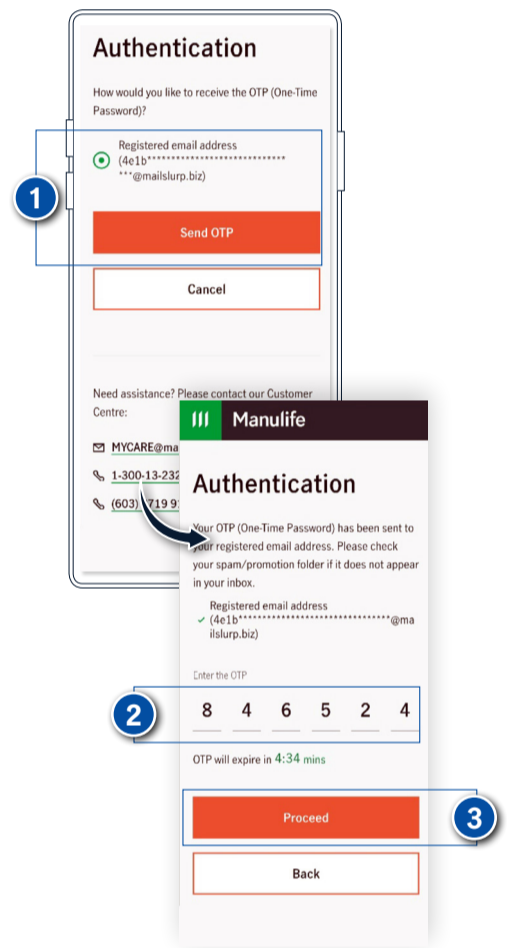 Authentication
How would you like to receive the OTP (One-Time
Password)?
Registered email address
(4e1b*****************************
***@mailslurp.biz)
1
Send OTP
Cancel
Need assistance? Please contact our Customer
Centre:
MYCARE@ma
1-300-13-232
(603) 719 9
Manulife
Authentication
Your OTP (One-Time Password) has been sent to
your registered email address. Please check
your spam/promotion folder if it does not appear
in your inbox.
Registered email address
(4e1b********************************@ma
ilslurp.biz)
Enter the OTP
2
8 4 6 5 2 4
OTP will expire in 4:34 mins
Proceed
3
Back